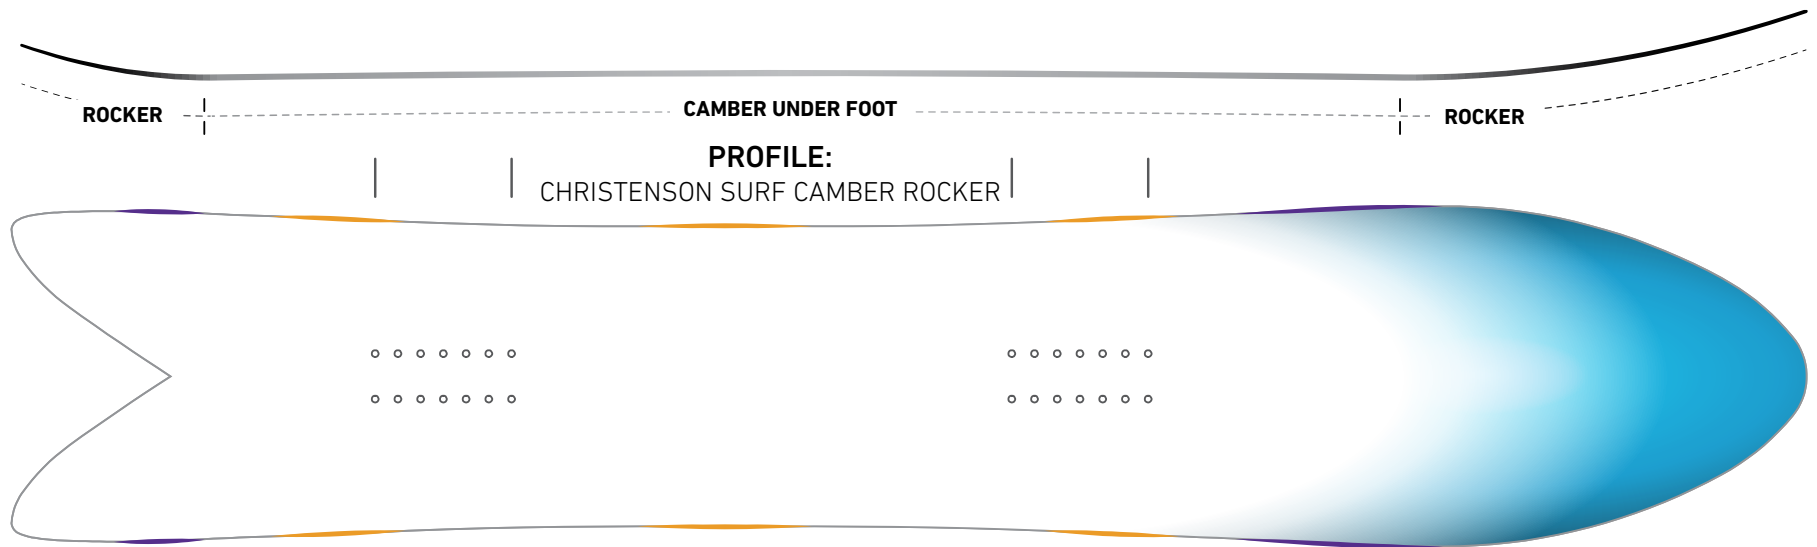 ROCKER
CAMBER UNDER FOOT
ROCKER
PROFILE:
CHRISTENSON SURF CAMBER ROCKER